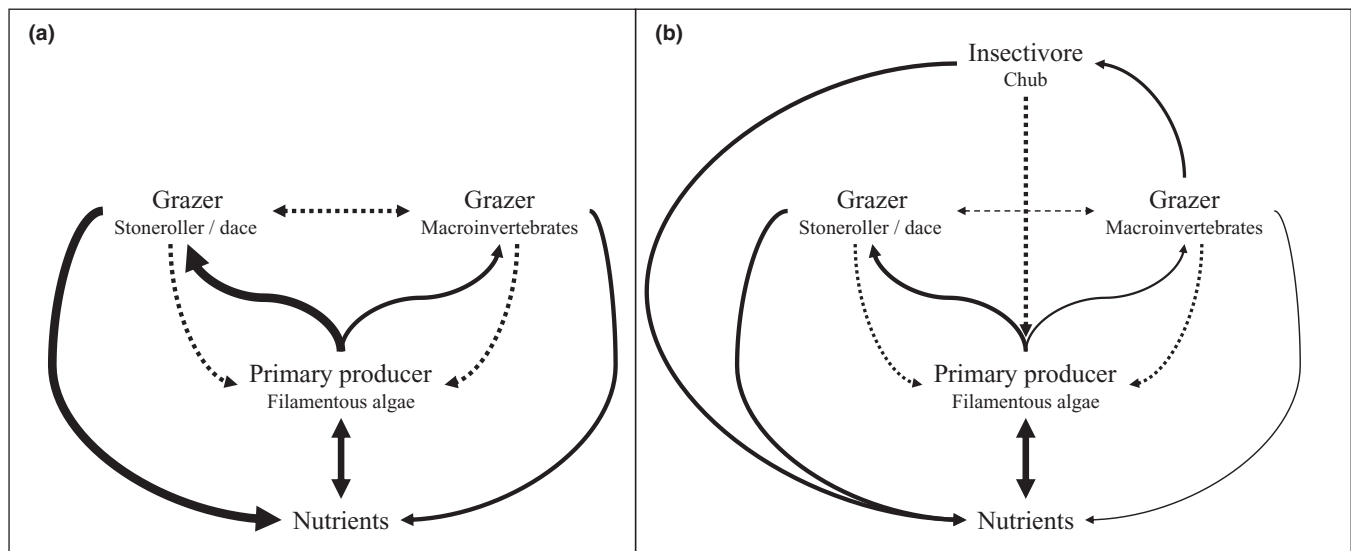 (a)
Grazer
Stoneroller / dace
Grazer
Macroinvertebrates
Primary producer
Filamentous algae
Nutrients
(b)
Insectivore
Chub
Grazer
Stoneroller / dace
Grazer
Macroinvertebrates
Primary producer
Filamentous algae
Nutrients